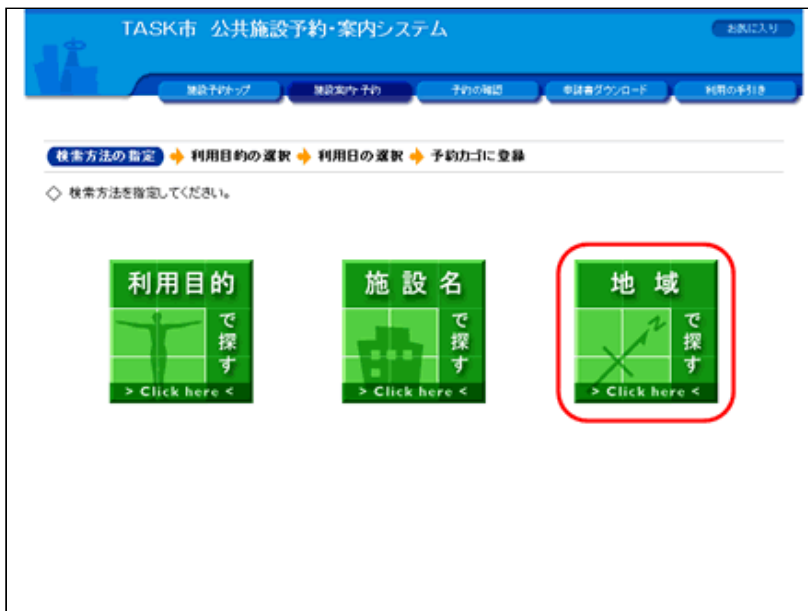 TASK市 公共施設予約・案内システム
お気に入り
施設予約トップ 施設案内・予約 予約の確認 申請書ダウンロード 利用の手引き
検索方法の指定 利用目的の選択 利用日の選択 予約カゴに登録
◇ 検索方法を指定してください。
利用目的
で探す
> Click here <
施設名
で探す
> Click here <
地域
で探す
> Click here <